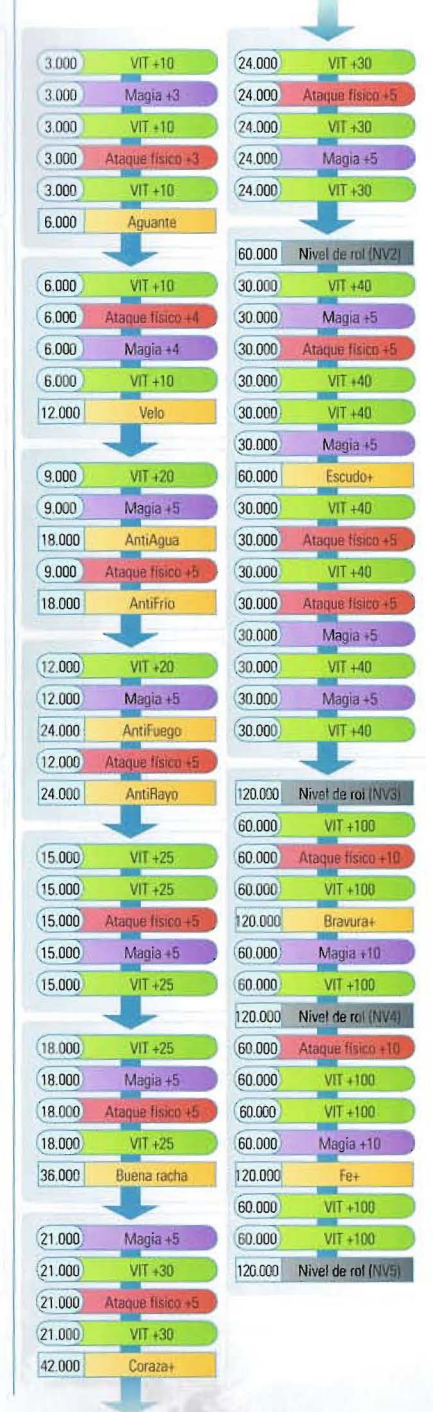 3.000 VIT +10
3.000 Magia +3
3.000 VIT +10
3.000 Ataque físico +3
3.000 VIT +10
6.000 Aguante
6.000 VIT +10
6.000 Ataque físico +4
6.000 Magia +4
6.000 VIT +10
12.000 Velo
9.000 VIT +20
9.000 Magia +5
18.000 AntiAgua
9.000 Ataque físico +5
18.000 AntiFrío
12.000 VIT +20
12.000 Magia +5
24.000 AntiFuego
12.000 Ataque físico +5
24.000 AntiRayo
15.000 VIT +25
15.000 VIT +25
15.000 Ataque físico +5
15.000 Magia +5
15.000 VIT +25
18.000 VIT +25
18.000 Magia +5
18.000 Ataque físico +5
18.000 VIT +25
36.000 Buena racha
21.000 Magia +5
21.000 VIT +30
21.000 Ataque físico +5
21.000 VIT +30
42.000 Coraza+
24.000 VIT +30
24.000 Ataque físico +5
24.000 VIT +30
24.000 Magia +5
24.000 VIT +30
60.000 Nivel de rol (NV2)
30.000 VIT +40
30.000 Magia +5
30.000 Ataque físico +5
30.000 VIT +40
30.000 VIT +40
30.000 Magia +5
60.000 Escudo+
30.000 VIT +40
30.000 Ataque físico +5
30.000 VIT +40
30.000 Ataque físico +5
30.000 Magia +5
30.000 VIT +40
30.000 Magia +5
30.000 VIT +40
120.000 Nivel de rol (NV3)
60.000 VIT +100
60.000 Ataque físico +10
60.000 VIT +100
120.000 Bravura+
60.000 Magia +10
60.000 VIT +100
120.000 Nivel de rol (NV4)
60.000 Ataque físico +10
60.000 VIT +100
60.000 VIT +100
60.000 Magia +10
120.000 Fe+
60.000 VIT +100
60.000 VIT +100
120.000 Nivel de rol (NV5)